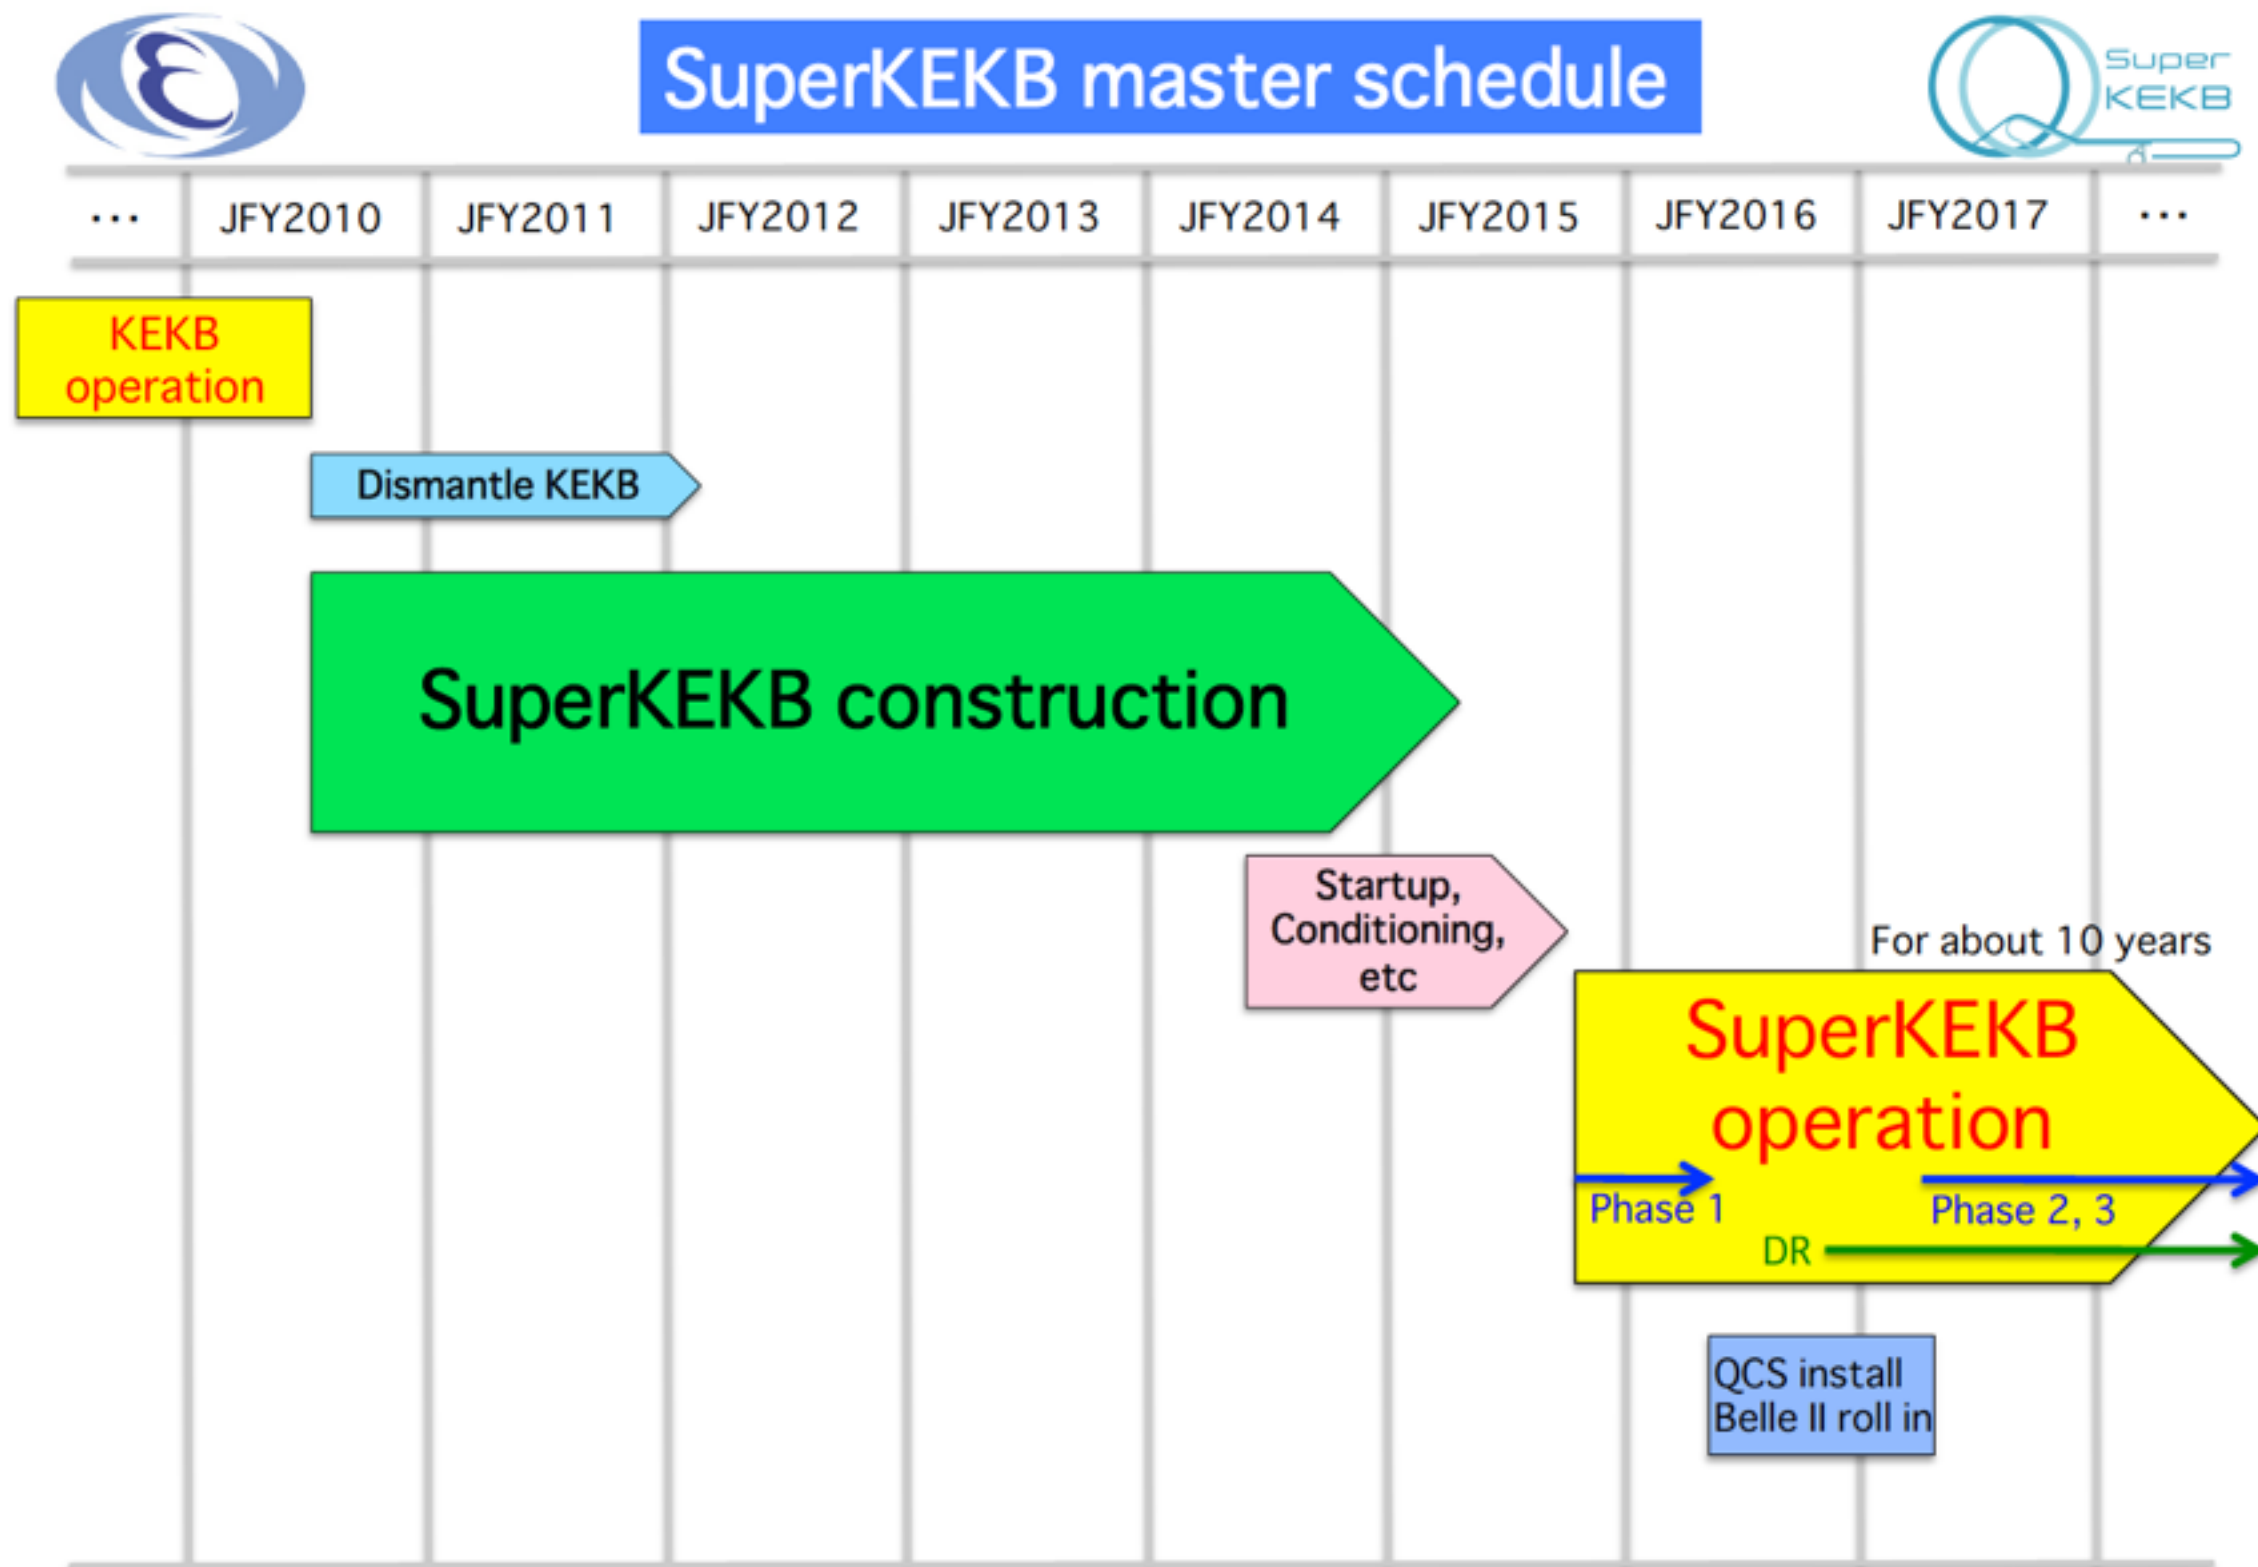 SuperKEKB master schedule
Super
KEKB
... JFY2010 JFY2011 JFY2012 JFY2013 JFY2014 JFY2015 JFY2016 JFY2017 ...
KEKB
operation
Dismantle KEKB
SuperKEKB construction
Startup,
Conditioning,
etc
For about 10 years
SuperKEKB
operation
Phase 1
Phase 2, 3
DR
QCS install
Belle II roll in